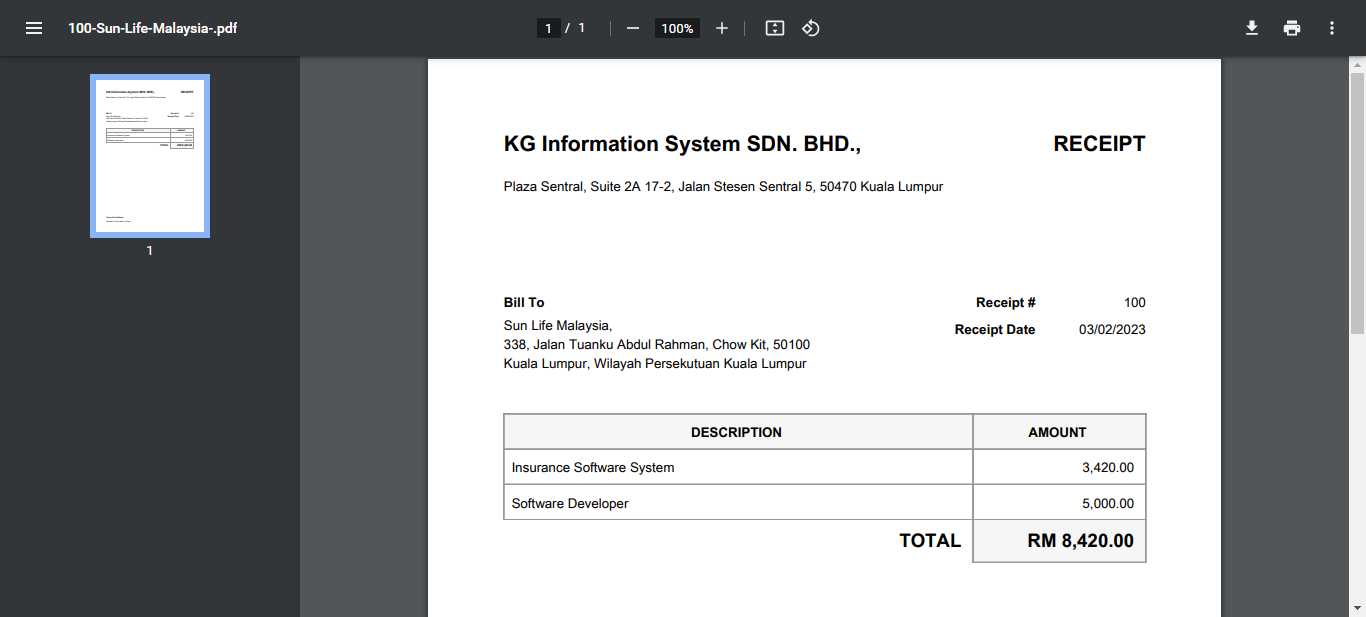 100-Sun-Life-Malaysia-.pdf
1 / 1
100%
1
KG Information System SDN. BHD.,
RECEIPT
Plaza Sentral, Suite 2A 17-2, Jalan Stesen Sentral 5, 50470 Kuala Lumpur
Bill To
Receipt # 100
Sun Life Malaysia,
Receipt Date 03/02/2023
338, Jalan Tuanku Abdul Rahman, Chow Kit, 50100
Kuala Lumpur, Wilayah Persekutuan Kuala Lumpur
DESCRIPTION AMOUNT
Insurance Software System 3,420.00
Software Developer 5,000.00
TOTAL RM 8,420.00